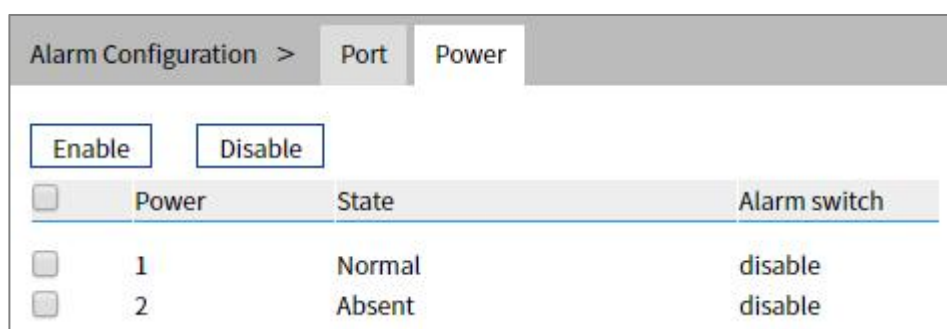 Alarm Configuration > Port Power
Enable Disable
Power State Alarm switch
1 Normal disable
2 Absent disable